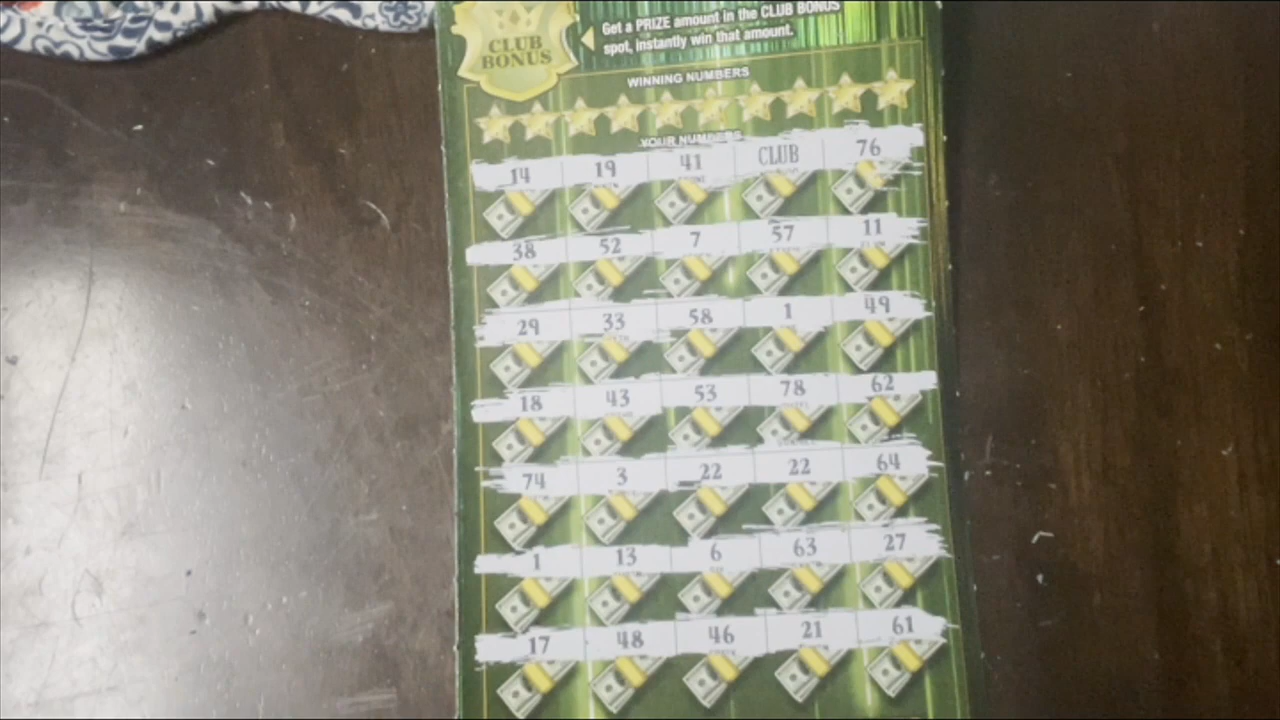 CLUB
BONUS
Get a PRIZE amount in the CLUB BONUS
spot, instantly win that amount.
WINNING NUMBERS
YOUR NUMBERS
14 19 41 CLUB 76
38 52 7 57 11
29 33 58 1 49
18 43 53 78 62
74 3 22 22 64
1 13 6 63 27
17 48 46 21 61